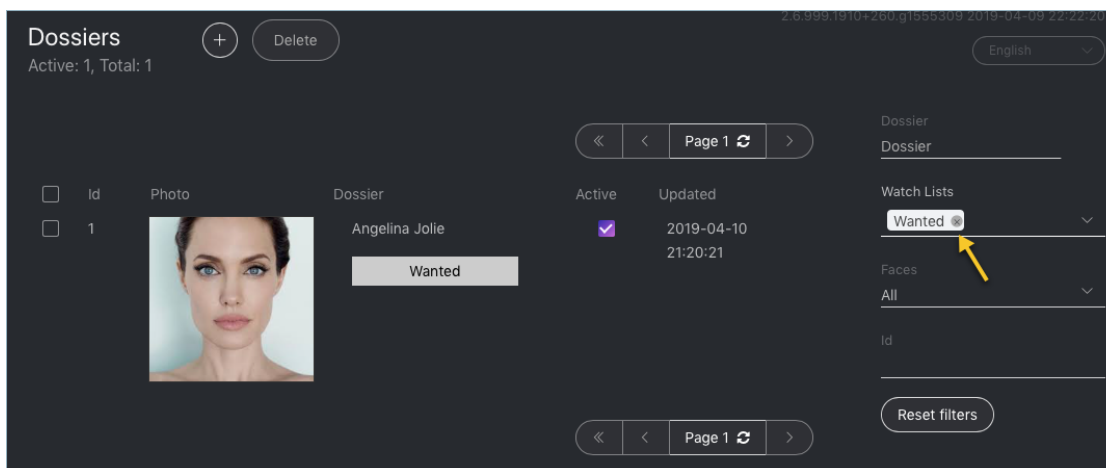 2.6.999.1910+260.g1555309 2019-04-09 22:22:20
Dossiers
+
Delete
Active: 1, Total: 1
English
Page 1
Dossier
Dossier
Id
Photo
Dossier
Active
Updated
Watch Lists
1
Angelina Jolie
2019-04-10
21:20:21
Wanted
Wanted
Faces
All
Id
Reset filters
Page 1